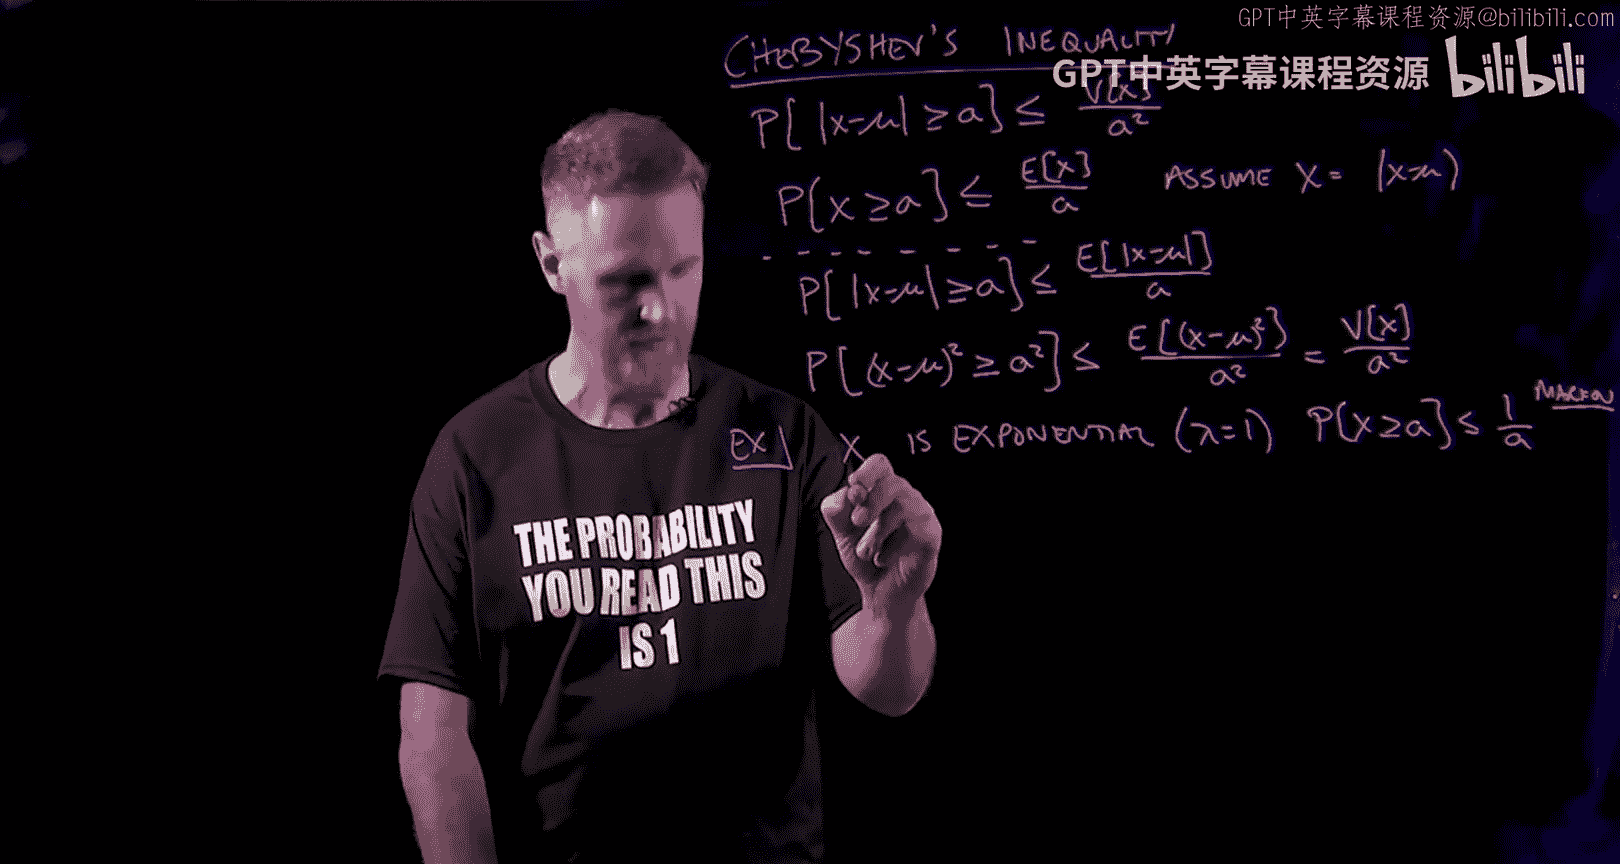 GPT中英字幕课程资源@bilibili.com
CHEBYSHEV'S INEQUALITY
GPT中英字幕课程资源 bilibili
P[|x-μ| ≥ a] ≤ V[x]/a²
P[x ≥ a] ≤ E[x]/a ASSUME X = |x-μ|
P[|x-μ| ≥ a] ≤ E[|x-μ|]/a
P[(x-μ)² ≥ a²] ≤ E[(x-μ)²]/a² = V[x]/a²
EX X IS EXPONENTIAL (λ=1) P[X ≥ a] ≤ 1/a MARKOV
THE PROBABILITY
YOU READ THIS
IS 1